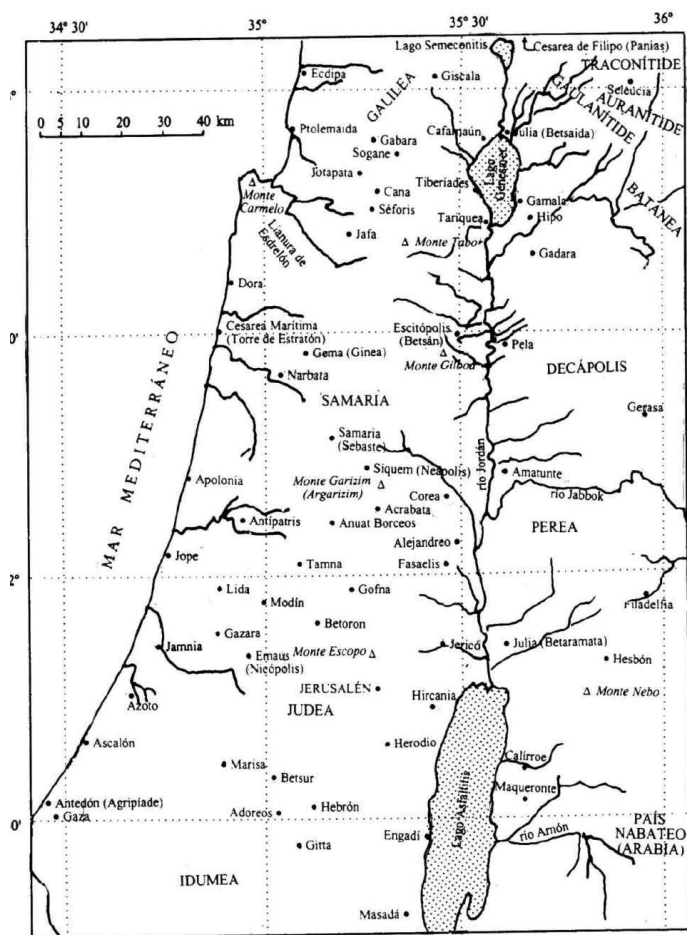 34° 30'
35°
35° 30'
36°
Lago Semeconitis
Cesarea de Filipo (Panias)
TRACONÍTIDE
Ecdipa
Giscala
GALILEA
GAULANÍTIDE
AURANÍTIDE
Seleucia
0 5 10 20 30 40 km
Ptolemaida
Gabara
Cafarnaún
Julia (Betsaida)
Sogane
Lago Genesaret
Jotapata
Tiberíades
BATANEA
Monte Carmelo
Cana
Séforis
Gamala
Hipo
Tariquea
Llanura de Esdrelón
Jafa
Monte Tabor
Gadara
Dora
Cesarea Marítima (Torre de Estratón)
Escitópolis (Betsán)
Gema (Ginea)
Pela
Monte Gilboa
DECÁPOLIS
Narbata
MAR MEDITERRÁNEO
SAMARÍA
Gerasa
Samaria (Sebaste)
río Jordán
Siquem (Neápolis)
Amatunte
Apolonia
Monte Garizim (Argarizim)
río Jabbok
Corea
Acrabata
Antípatris
Anuat Borceos
PEREA
Alejandreo
Jope
Tamna
Fasaelis
2°
Lida
Gofna
Filadelfia
Modín
Betoron
Gazara
Jericó
Julia (Betaramata)
Jamnia
Emaus (Nicópolis)
Monte Escopo
Hesbón
JERUSALÉN
Hircania
Monte Nebo
Azoto
JUDEA
Ascalón
Herodio
Marisa
Calírroe
Betsur
Lago Asfaltitis
Maqueronte
Antedón (Agripíade)
Hebrón
Gaza
Adoreos
PAÍS NABATEO (ARABIA)
0'
Engadí
río Arnón
Gitta
IDUMEA
Masadá